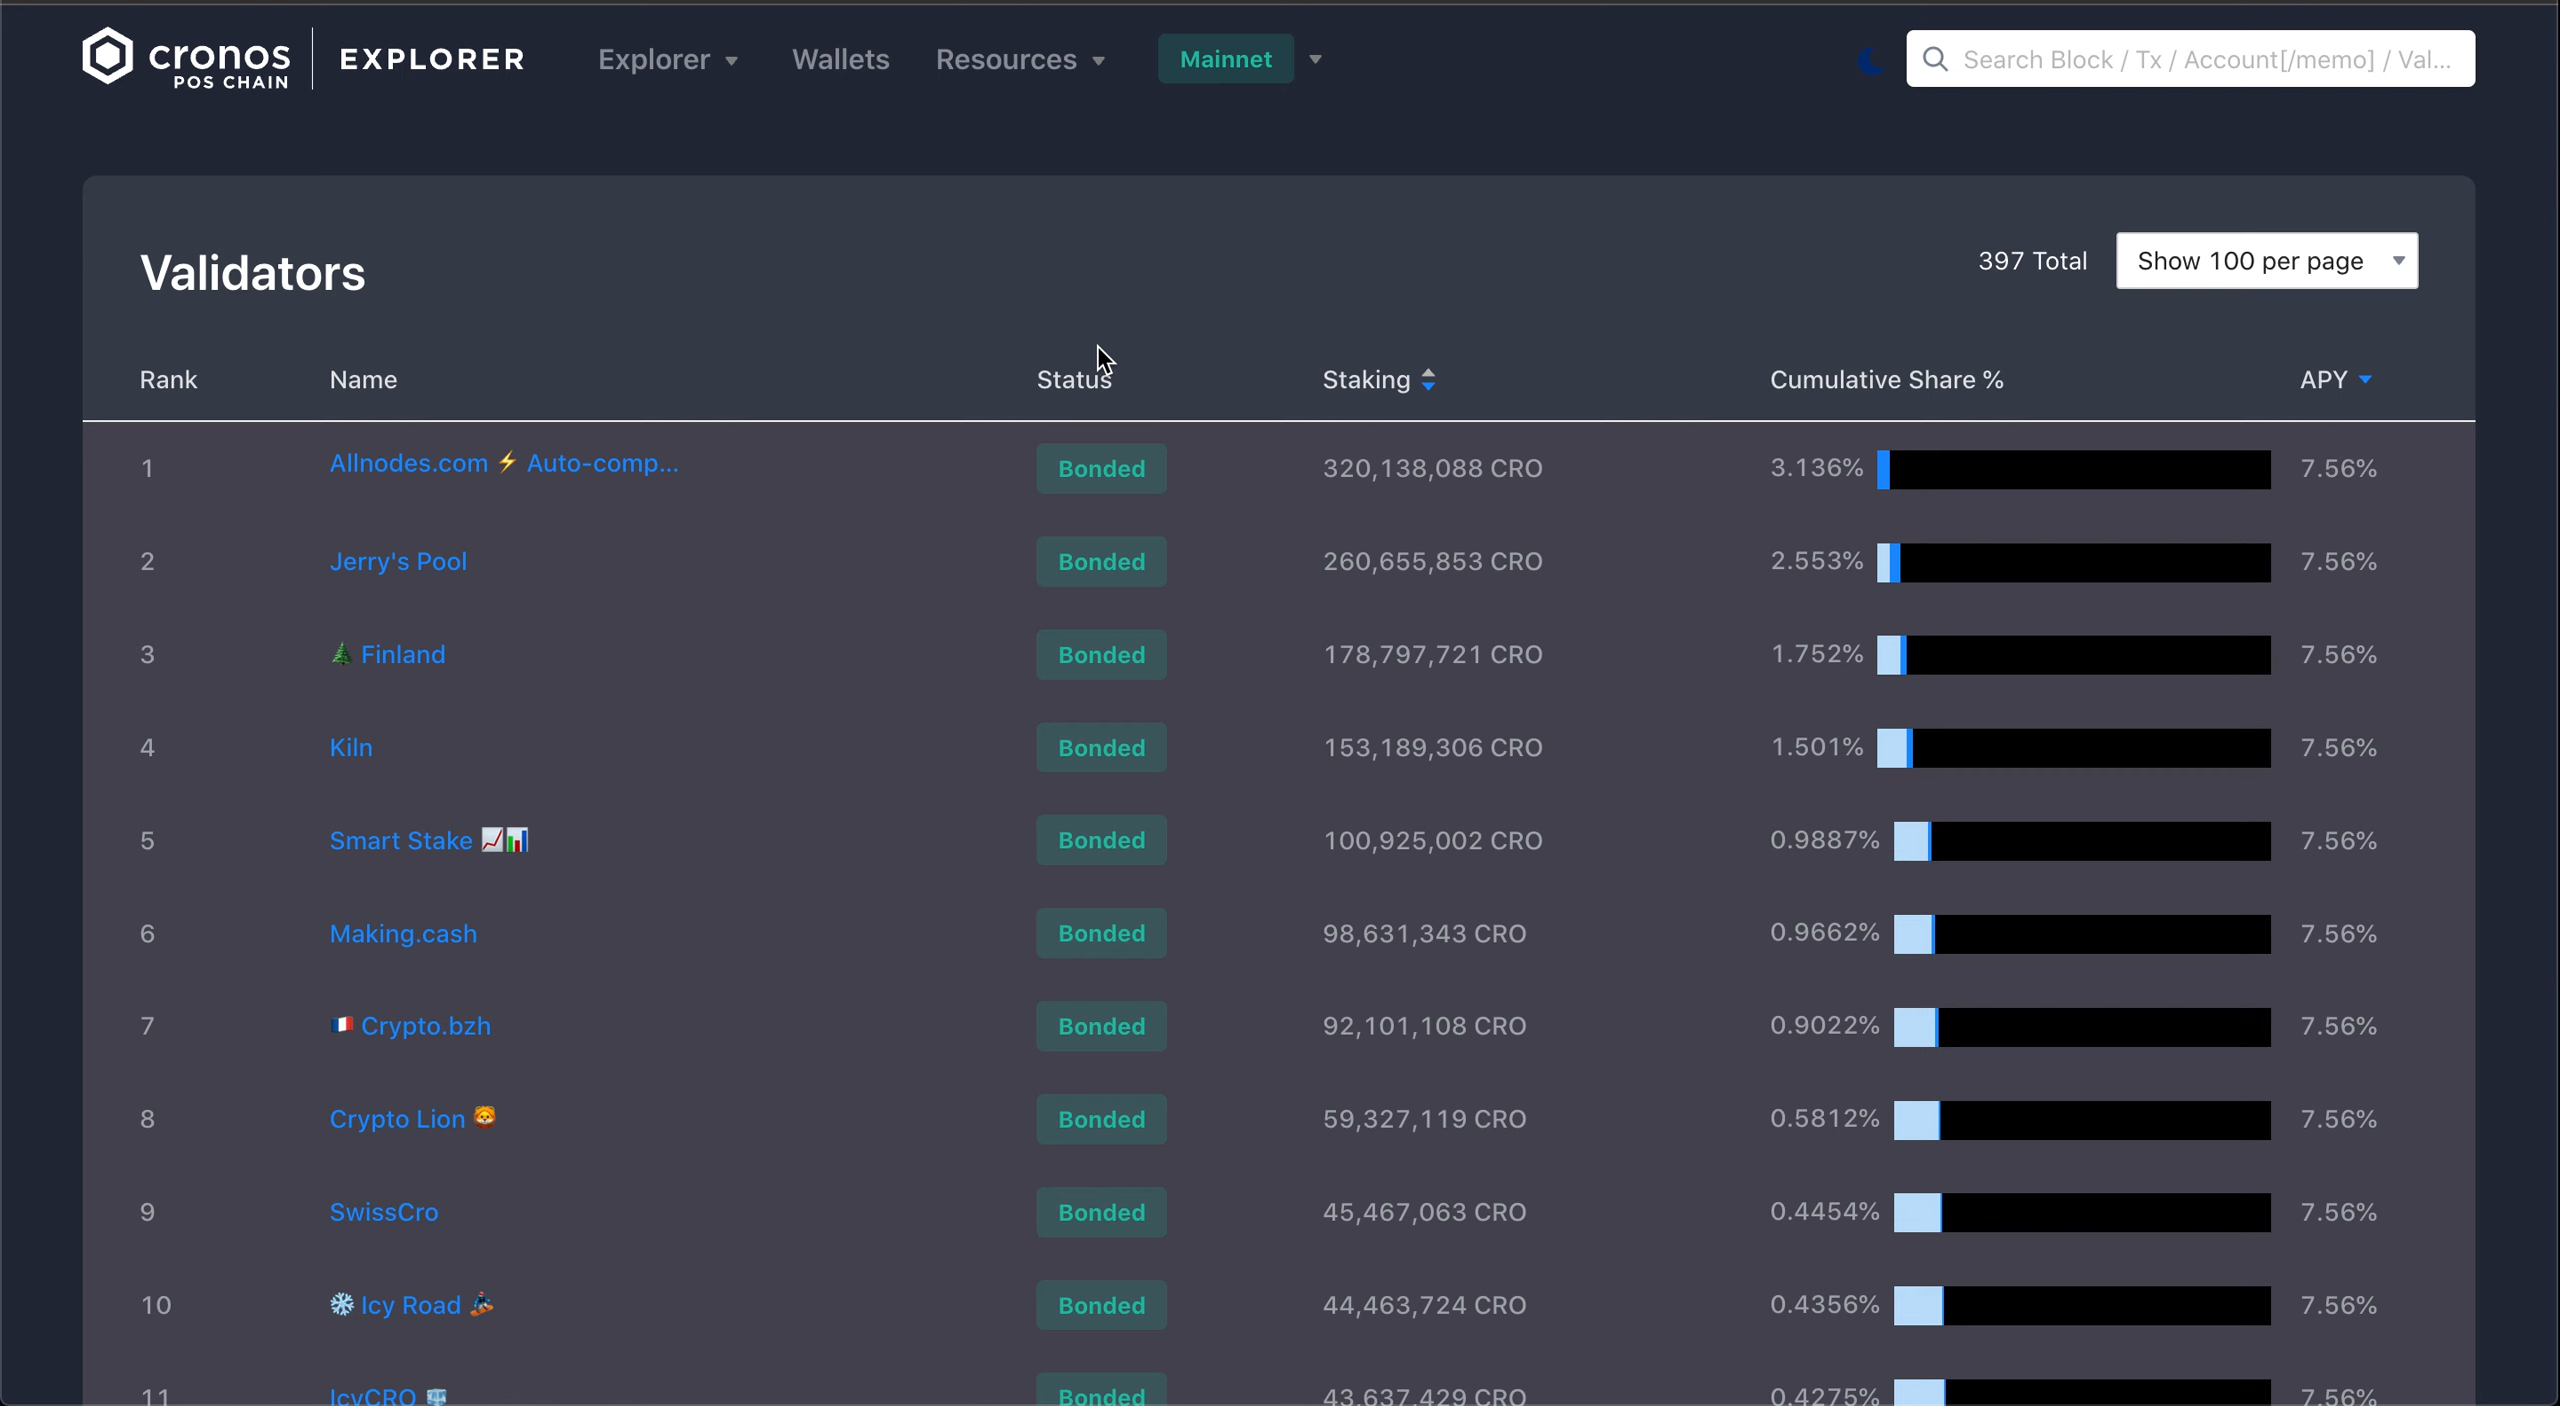 cronos
POS CHAIN
EXPLORER
Explorer
Wallets
Resources
Mainnet
Search Block / Tx / Account[/memo] / Val...
Validators
397 Total
Show 100 per page
Rank Name Status Staking Cumulative Share % APY
1 Allnodes.com ⚡ Auto-comp... Bonded 320,138,088 CRO 3.136% 7.56%
2 Jerry's Pool Bonded 260,655,853 CRO 2.553% 7.56%
3 🌲 Finland Bonded 178,797,721 CRO 1.752% 7.56%
4 Kiln Bonded 153,189,306 CRO 1.501% 7.56%
5 Smart Stake 📈📊 Bonded 100,925,002 CRO 0.9887% 7.56%
6 Making.cash Bonded 98,631,343 CRO 0.9662% 7.56%
7 🇫🇷 Crypto.bzh Bonded 92,101,108 CRO 0.9022% 7.56%
8 Crypto Lion 🦁 Bonded 59,327,119 CRO 0.5812% 7.56%
9 SwissCro Bonded 45,467,063 CRO 0.4454% 7.56%
10 ❄️ Icy Road 🏂 Bonded 44,463,724 CRO 0.4356% 7.56%
11 IcyCRO 🧊 Bonded 43,637,429 CRO 0.4275% 7.56%